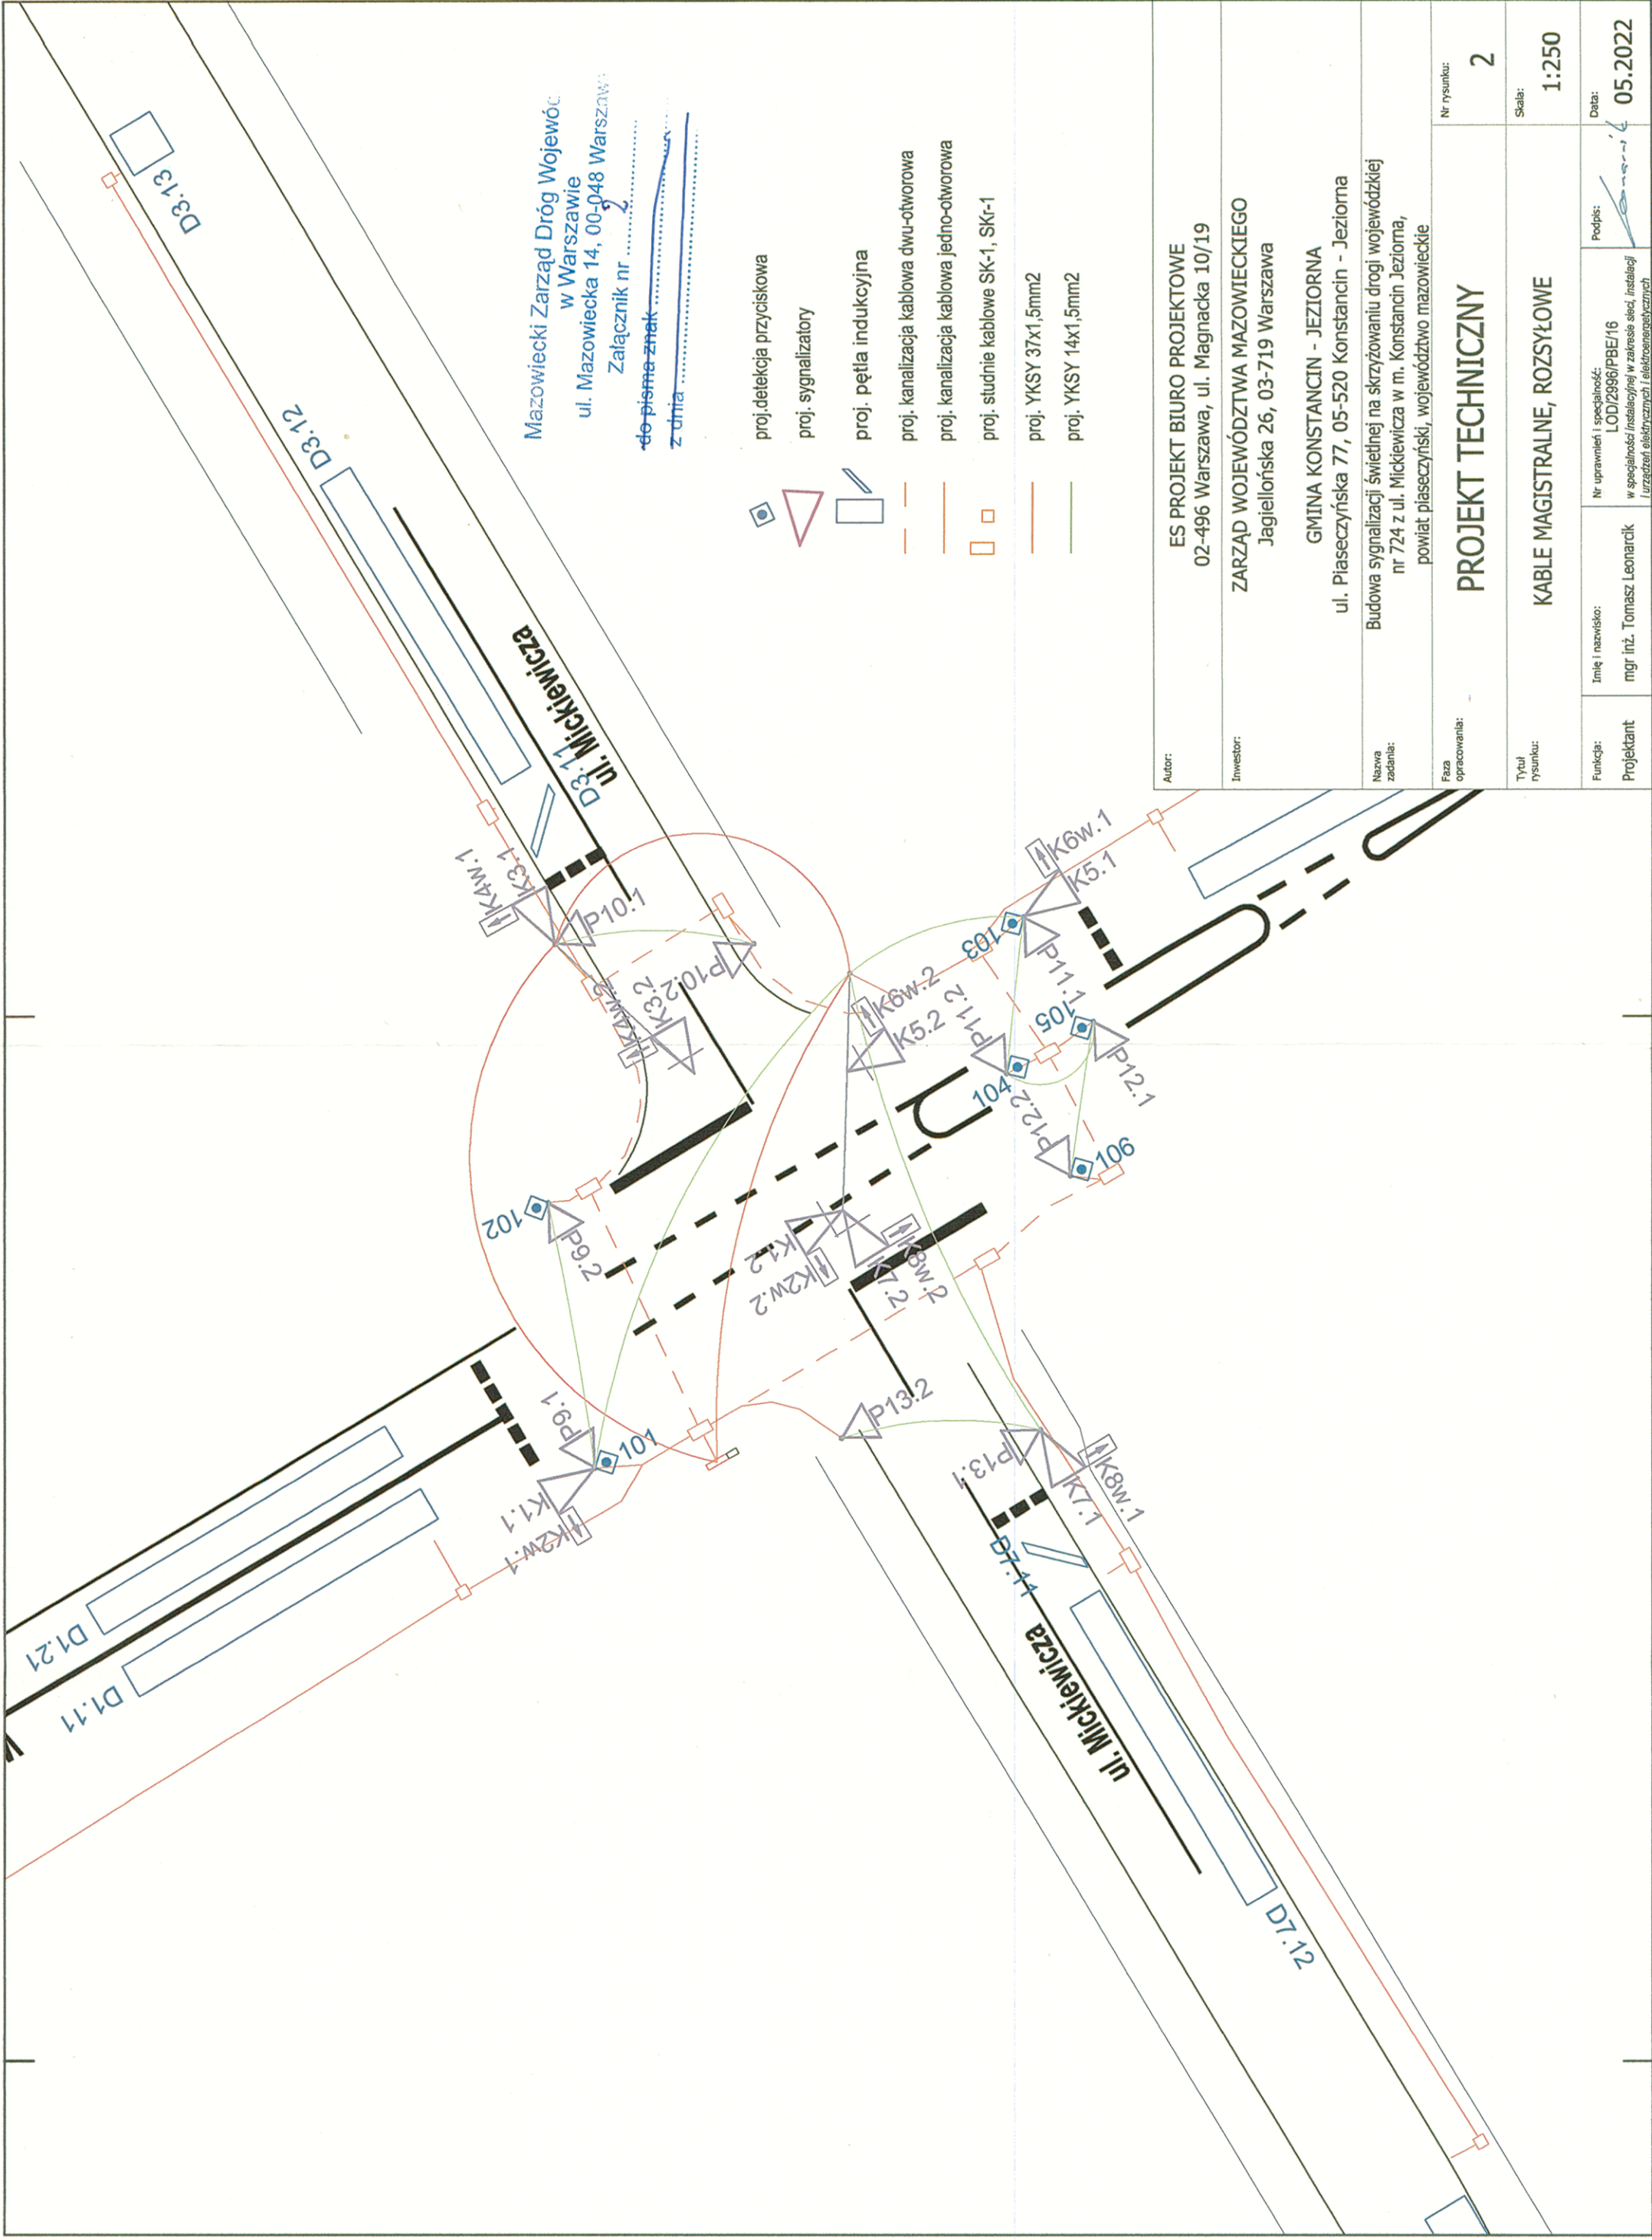 D3.13
D3.12
D3.11
ul. Mickiewicza
K4w.1
K3.1
P10.1
K4w.2
K3.2
P10.2
102
P9.2
P9.1
101
K1.1
K2w.1
D1.21
D1.11
K1.2
K2w.2
K7.2
K8w.2
K6w.2
K5.2
103
K6w.1
K5.1
P11.1
P11.2
105
104
P12.2
P12.1
106
P13.2
P13.1
K7.1
K8w.1
D7.11
ul. Mickiewicza
D7.12
Mazowiecki Zarząd Dróg Wojewóc
w Warszawie
ul. Mazowiecka 14, 00-048 Warszaw
Załącznik nr 2
do pisma znak
z dnia
proj.detekcja przyciskowa
proj. sygnalizatory
proj. pętla indukcyjna
proj. kanalizacja kablowa dwu-otworowa
proj. kanalizacja kablowa jedno-otworowa
proj. studnie kablowe SK-1, SKr-1
proj. YKSY 37x1,5mm2
proj. YKSY 14x1,5mm2
Autor:
ES PROJEKT BIURO PROJEKTOWE
02-496 Warszawa, ul. Magnacka 10/19
Inwestor:
ZARZĄD WOJEWÓDZTWA MAZOWIECKIEGO
Jagiellońska 26, 03-719 Warszawa
GMINA KONSTANCIN - JEZIORNA
ul. Piaseczyńska 77, 05-520 Konstancin - Jeziorna
Nazwa
zadania:
Budowa sygnalizacji świetlnej na skrzyżowaniu drogi wojewódzkiej
nr 724 z ul. Mickiewicza w m. Konstancin Jeziorna,
powiat piaseczyński, województwo mazowieckie
Faza
opracowania:
PROJEKT TECHNICZNY
Nr rysunku:
2
Tytuł
rysunku:
KABLE MAGISTRALNE, ROZSYŁOWE
Skala:
1:250
Funkcja:
Projektant
Imię i nazwisko:
mgr inż. Tomasz Leonarcik
Nr uprawnień i specjalność:
LOD/2996/PBE/16
w specjalności instalacyjnej w zakresie sieci, instalacji
i urządzeń elektrycznych i elektroenergetycznych
Podpis:
Data:
05.2022